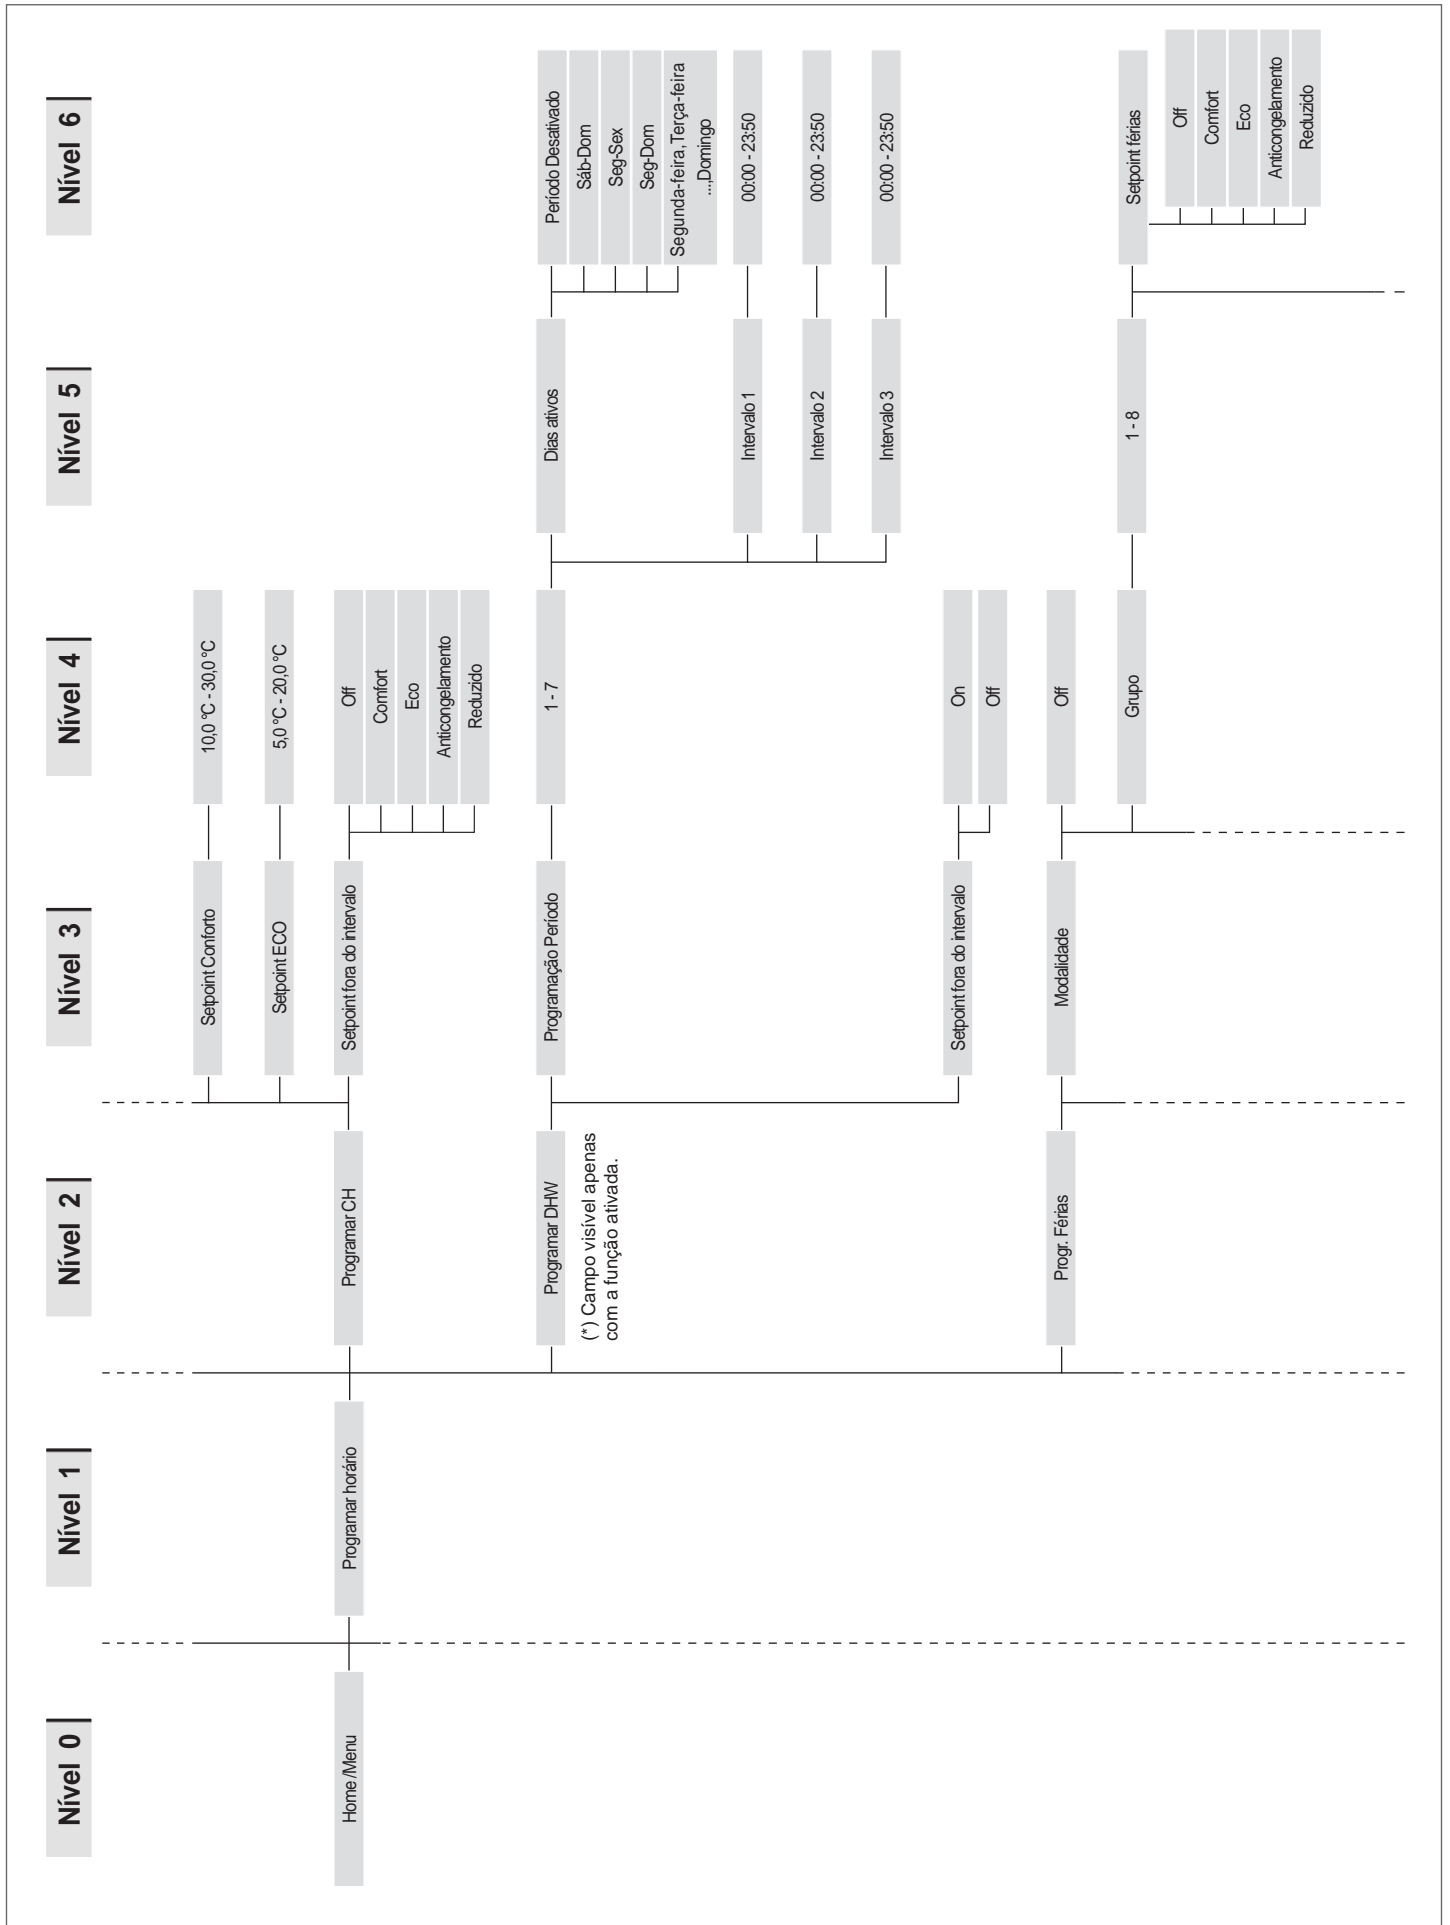 Nível 0
Nível 1
Nível 2
Nível 3
Nível 4
Nível 5
Nível 6
Setpoint Conforto
10,0 °C - 30,0 °C
Setpoint ECO
5,0 °C - 20,0 °C
Home /Menu
Programar horário
Programar CH
Setpoint fora do intervalo
Off
Comfort
Eco
Anticongelamento
Reduzido
Programar DHW
(*) Campo visível apenas
com a função ativada.
Programação Período
1 - 7
Dias ativos
Período Desativado
Sáb-Dom
Seg-Sex
Seg-Dom
Segunda-feira, Terça-feira
...,Domingo
Intervalo 1
00:00 - 23:50
Intervalo 2
00:00 - 23:50
Intervalo 3
00:00 - 23:50
Setpoint fora do intervalo
On
Off
Progr. Férias
Modalidade
Off
Grupo
1 - 8
Setpoint férias
Off
Comfort
Eco
Anticongelamento
Reduzido